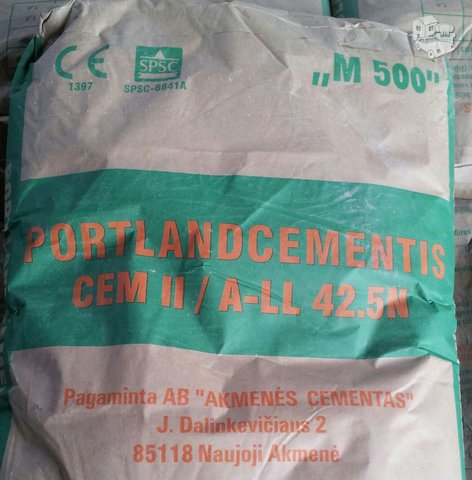 CE
1397
SPSC
SPSC-6841A
„M 500"
PORTLANDCEMENTIS
CEM II / A-LL 42.5N
Pagaminta AB "AKMENĖS CEMENTAS"
J. Dalinkevičiaus 2
85118 Naujoji Akmenė